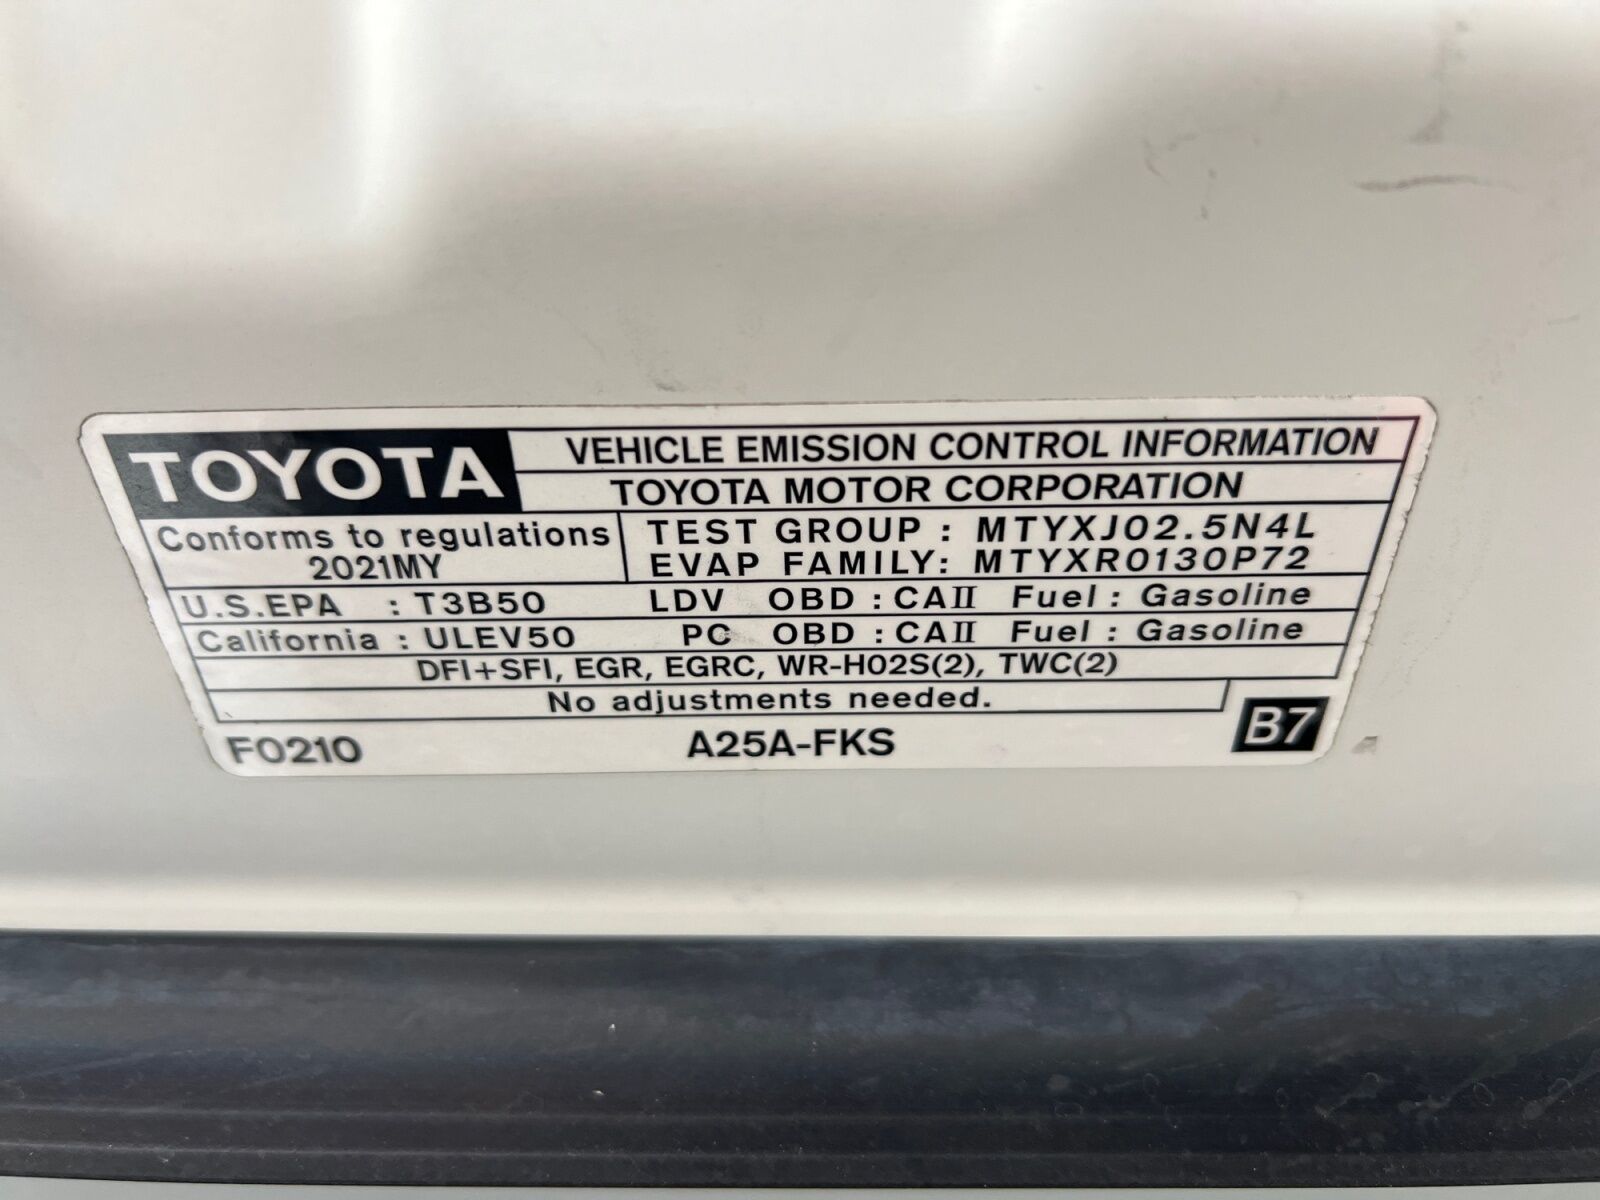 TOYOTA
VEHICLE EMISSION CONTROL INFORMATION
TOYOTA MOTOR CORPORATION
Conforms to regulations
2021MY
TEST GROUP : MTYXJ02.5N4L
EVAP FAMILY: MTYXR0130P72
U.S.EPA : T3B50 LDV OBD : CAII Fuel : Gasoline
California : ULEV50 PC OBD : CAII Fuel : Gasoline
DFI+SFI, EGR, EGRC, WR-HO2S(2), TWC(2)
No adjustments needed.
F0210 A25A-FKS B7